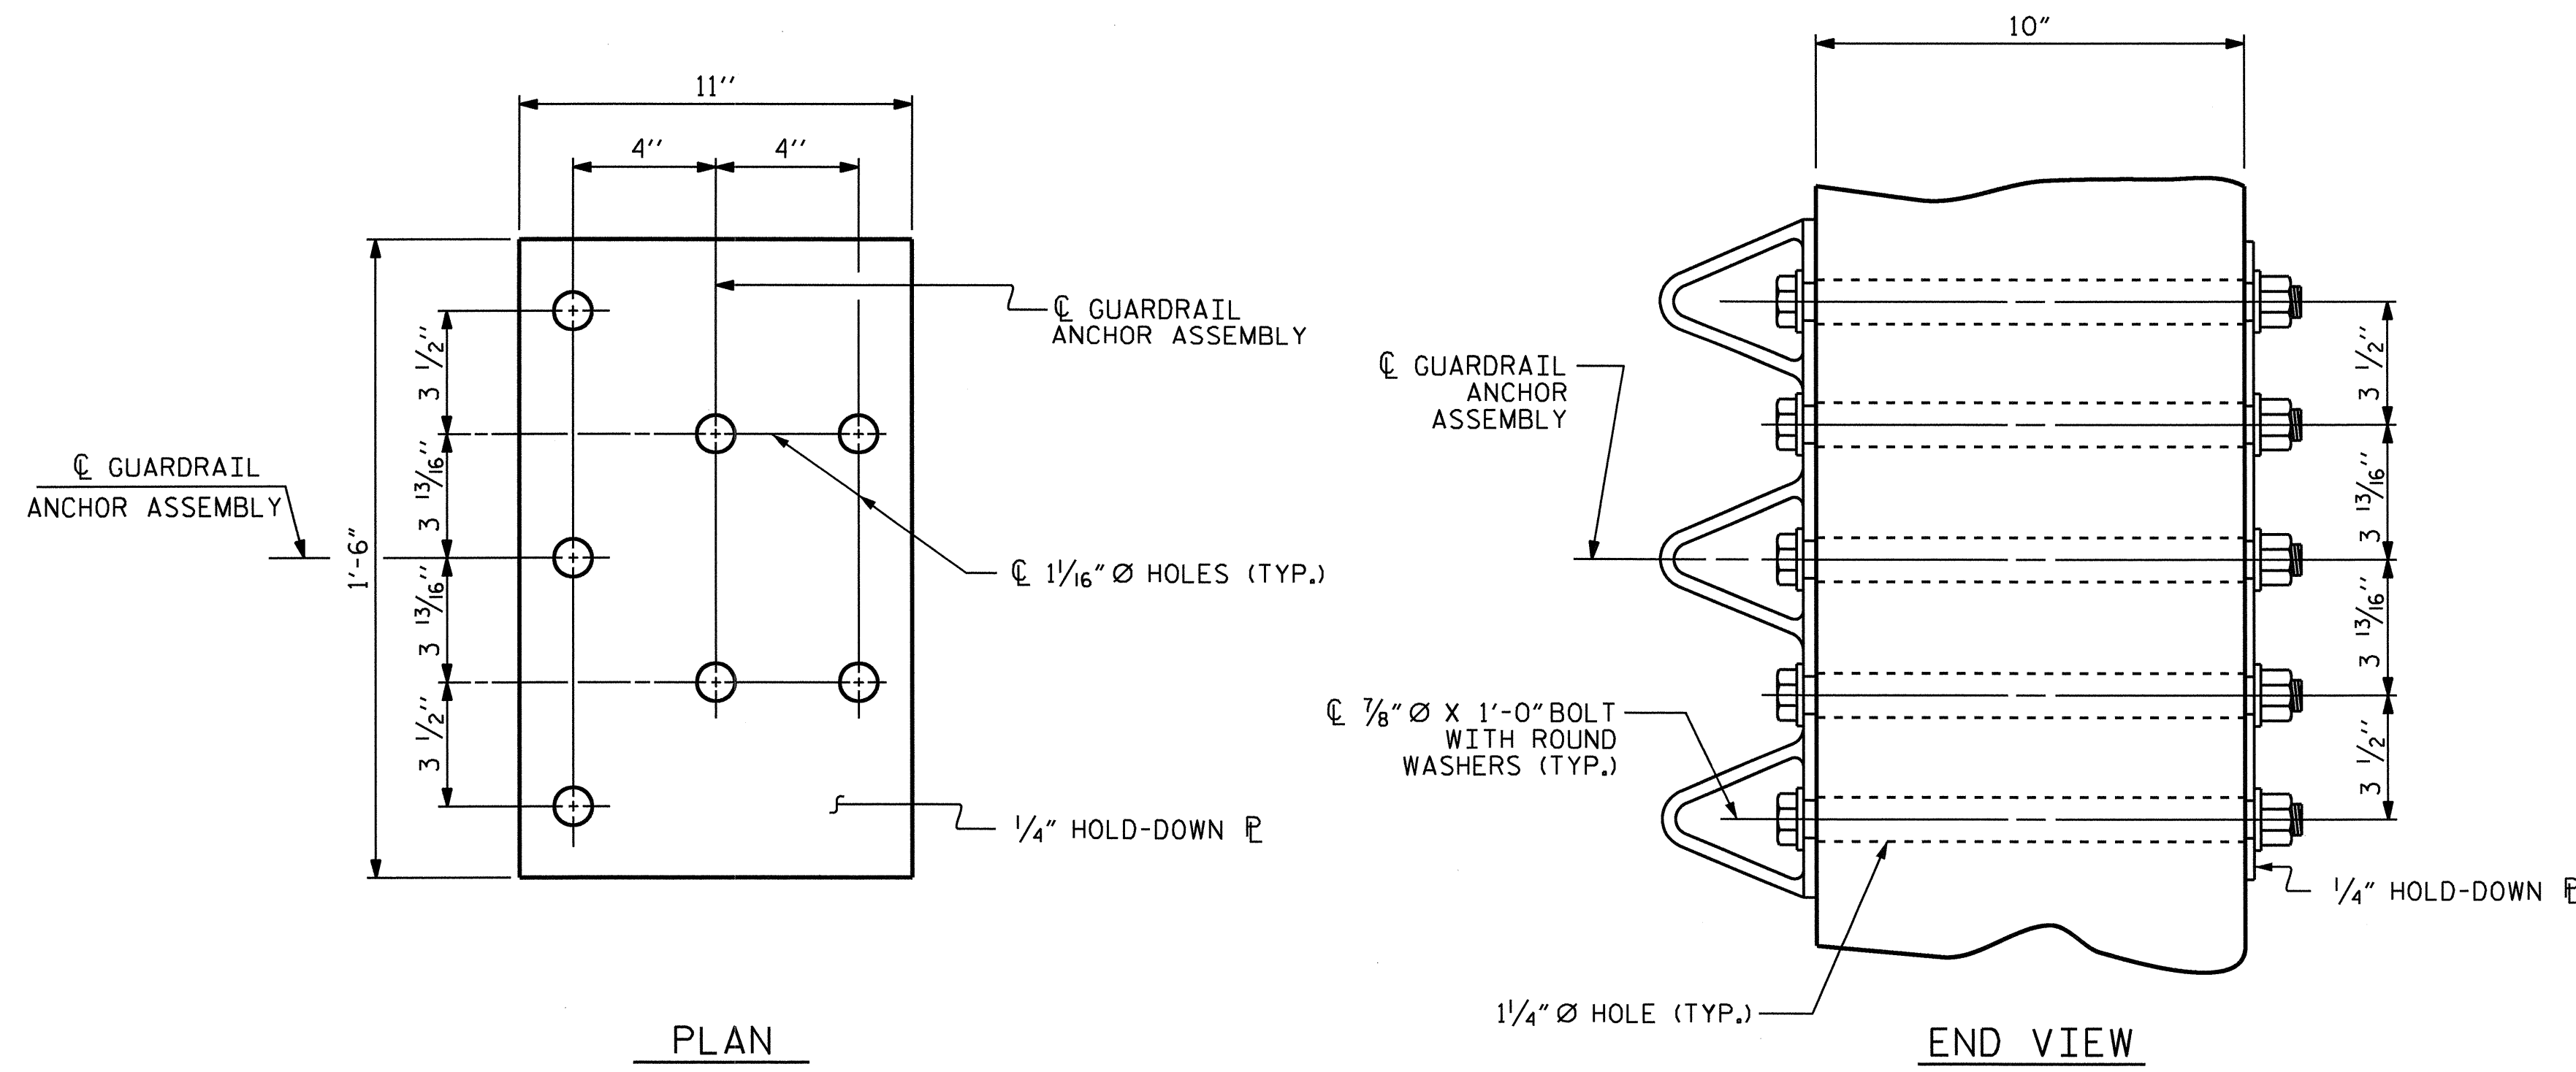 11''
4'' 4''
℄ GUARDRAIL
ANCHOR ASSEMBLY
3 1/2''
3 13/16''
3 13/16''
3 1/2''
1'-6"
℄ GUARDRAIL
ANCHOR ASSEMBLY
℄ 1 1/16" Ø HOLES (TYP.)
1/4" HOLD-DOWN ⅊
PLAN
10"
℄ GUARDRAIL
ANCHOR
ASSEMBLY
3 1/2''
3 13/16''
3 13/16''
3 1/2''
℄ 7/8" Ø X 1'-0" BOLT
WITH ROUND
WASHERS (TYP.)
1/4" HOLD-DOWN ⅊
1 1/4" Ø HOLE (TYP.)
END VIEW